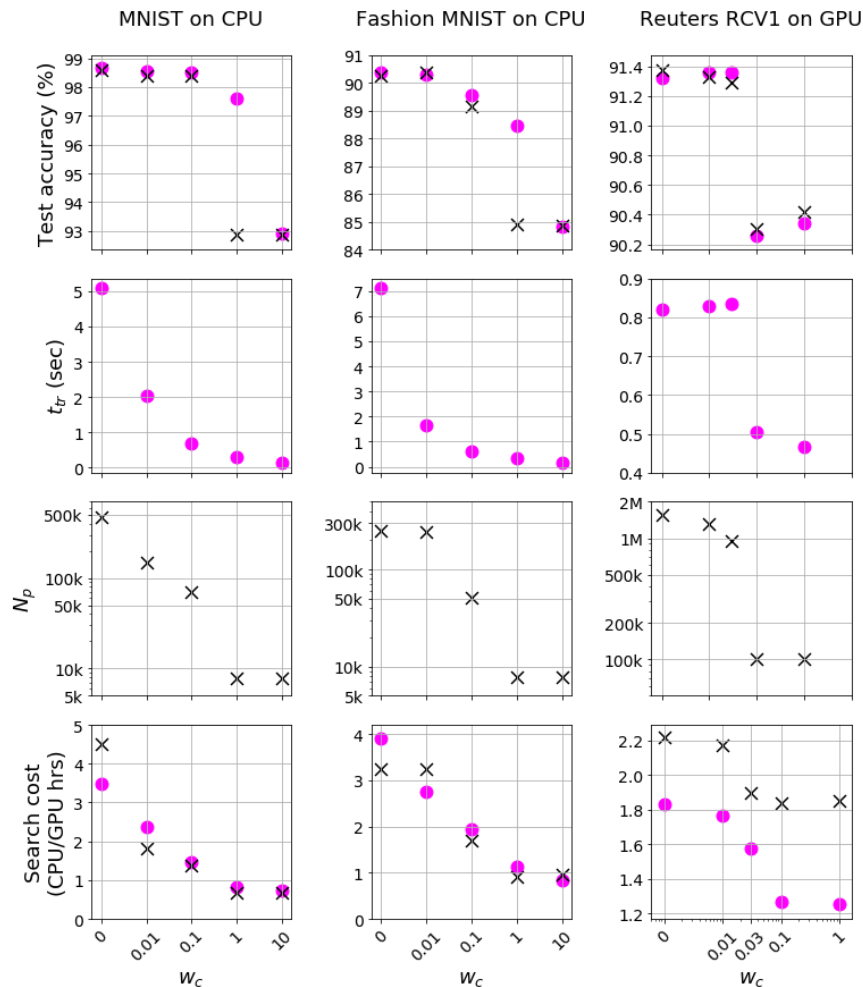 MNIST on CPU
Fashion MNIST on CPU
Reuters RCV1 on GPU
Test accuracy (%)
99
98
97
96
95
94
93
91
90
89
88
87
86
85
84
91.4
91.2
91.0
90.8
90.6
90.4
90.2
t_tr (sec)
5
4
3
2
1
0
7
6
5
4
3
2
1
0
0.9
0.8
0.7
0.6
0.5
0.4
N_p
500k
100k
50k
10k
5k
300k
100k
50k
10k
5k
2M
1M
500k
200k
100k
Search cost
(CPU/GPU hrs)
5
4
3
2
1
0
4
3
2
1
0
2.2
2.0
1.8
1.6
1.4
1.2
0 0.01 0.1 1 10
0 0.01 0.1 1 10
0 0.01 0.03 0.1 1
w_c
w_c
w_c